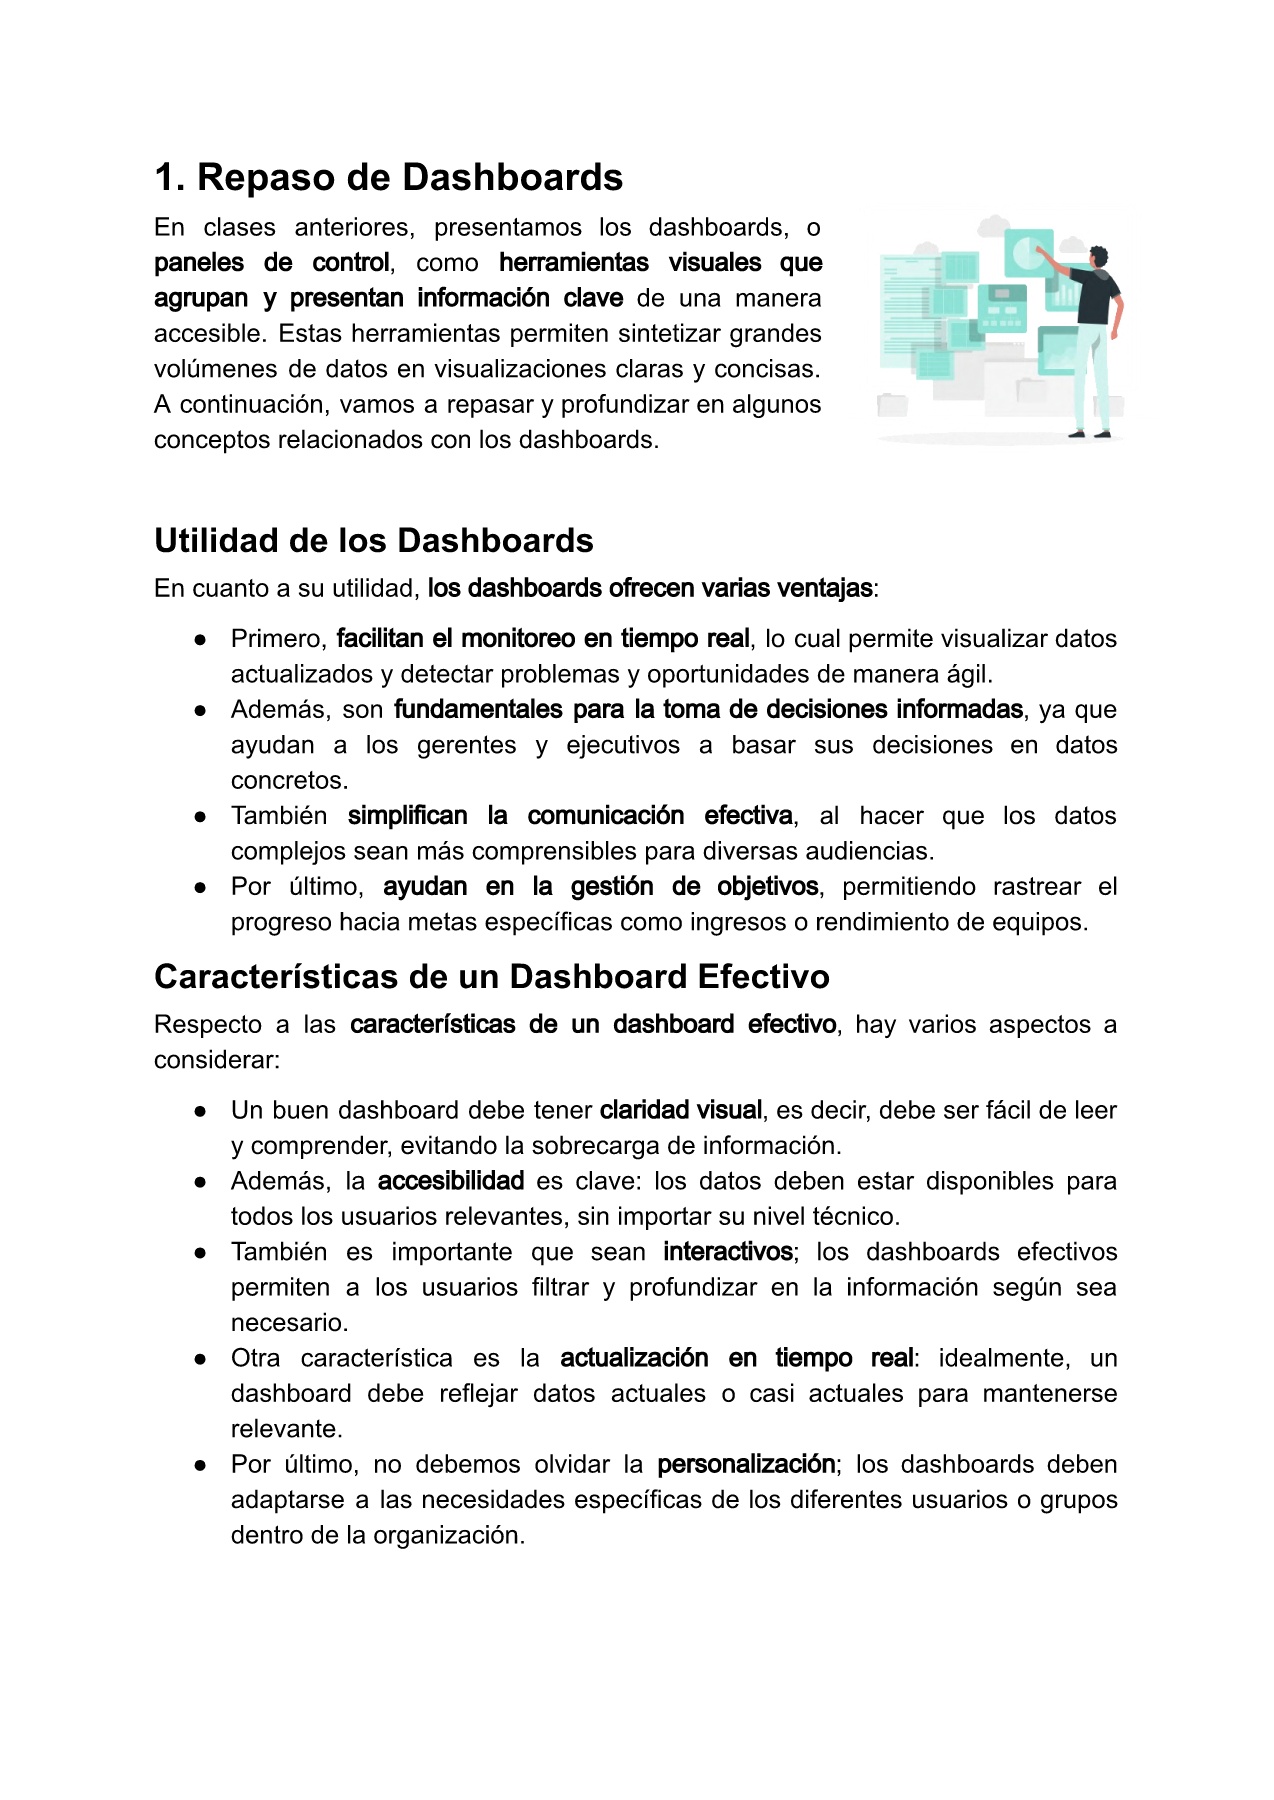 1. Repaso de Dashboards
En clases anteriores, presentamos los dashboards, o
paneles de control, como herramientas visuales que
agrupan y presentan información clave de una manera
accesible. Estas herramientas permiten sintetizar grandes
volúmenes de datos en visualizaciones claras y concisas.
A continuación, vamos a repasar y profundizar en algunos
conceptos relacionados con los dashboards.
Utilidad de los Dashboards
En cuanto a su utilidad, los dashboards ofrecen varias ventajas:
● Primero, facilitan el monitoreo en tiempo real, lo cual permite visualizar datos
actualizados y detectar problemas y oportunidades de manera ágil.
● Además, son fundamentales para la toma de decisiones informadas, ya que
ayudan a los gerentes y ejecutivos a basar sus decisiones en datos
concretos.
● También simplifican la comunicación efectiva, al hacer que los datos
complejos sean más comprensibles para diversas audiencias.
● Por último, ayudan en la gestión de objetivos, permitiendo rastrear el
progreso hacia metas específicas como ingresos o rendimiento de equipos.
Características de un Dashboard Efectivo
Respecto a las características de un dashboard efectivo, hay varios aspectos a
considerar:
● Un buen dashboard debe tener claridad visual, es decir, debe ser fácil de leer
y comprender, evitando la sobrecarga de información.
● Además, la accesibilidad es clave: los datos deben estar disponibles para
todos los usuarios relevantes, sin importar su nivel técnico.
● También es importante que sean interactivos; los dashboards efectivos
permiten a los usuarios filtrar y profundizar en la información según sea
necesario.
● Otra característica es la actualización en tiempo real: idealmente, un
dashboard debe reflejar datos actuales o casi actuales para mantenerse
relevante.
● Por último, no debemos olvidar la personalización; los dashboards deben
adaptarse a las necesidades específicas de los diferentes usuarios o grupos
dentro de la organización.